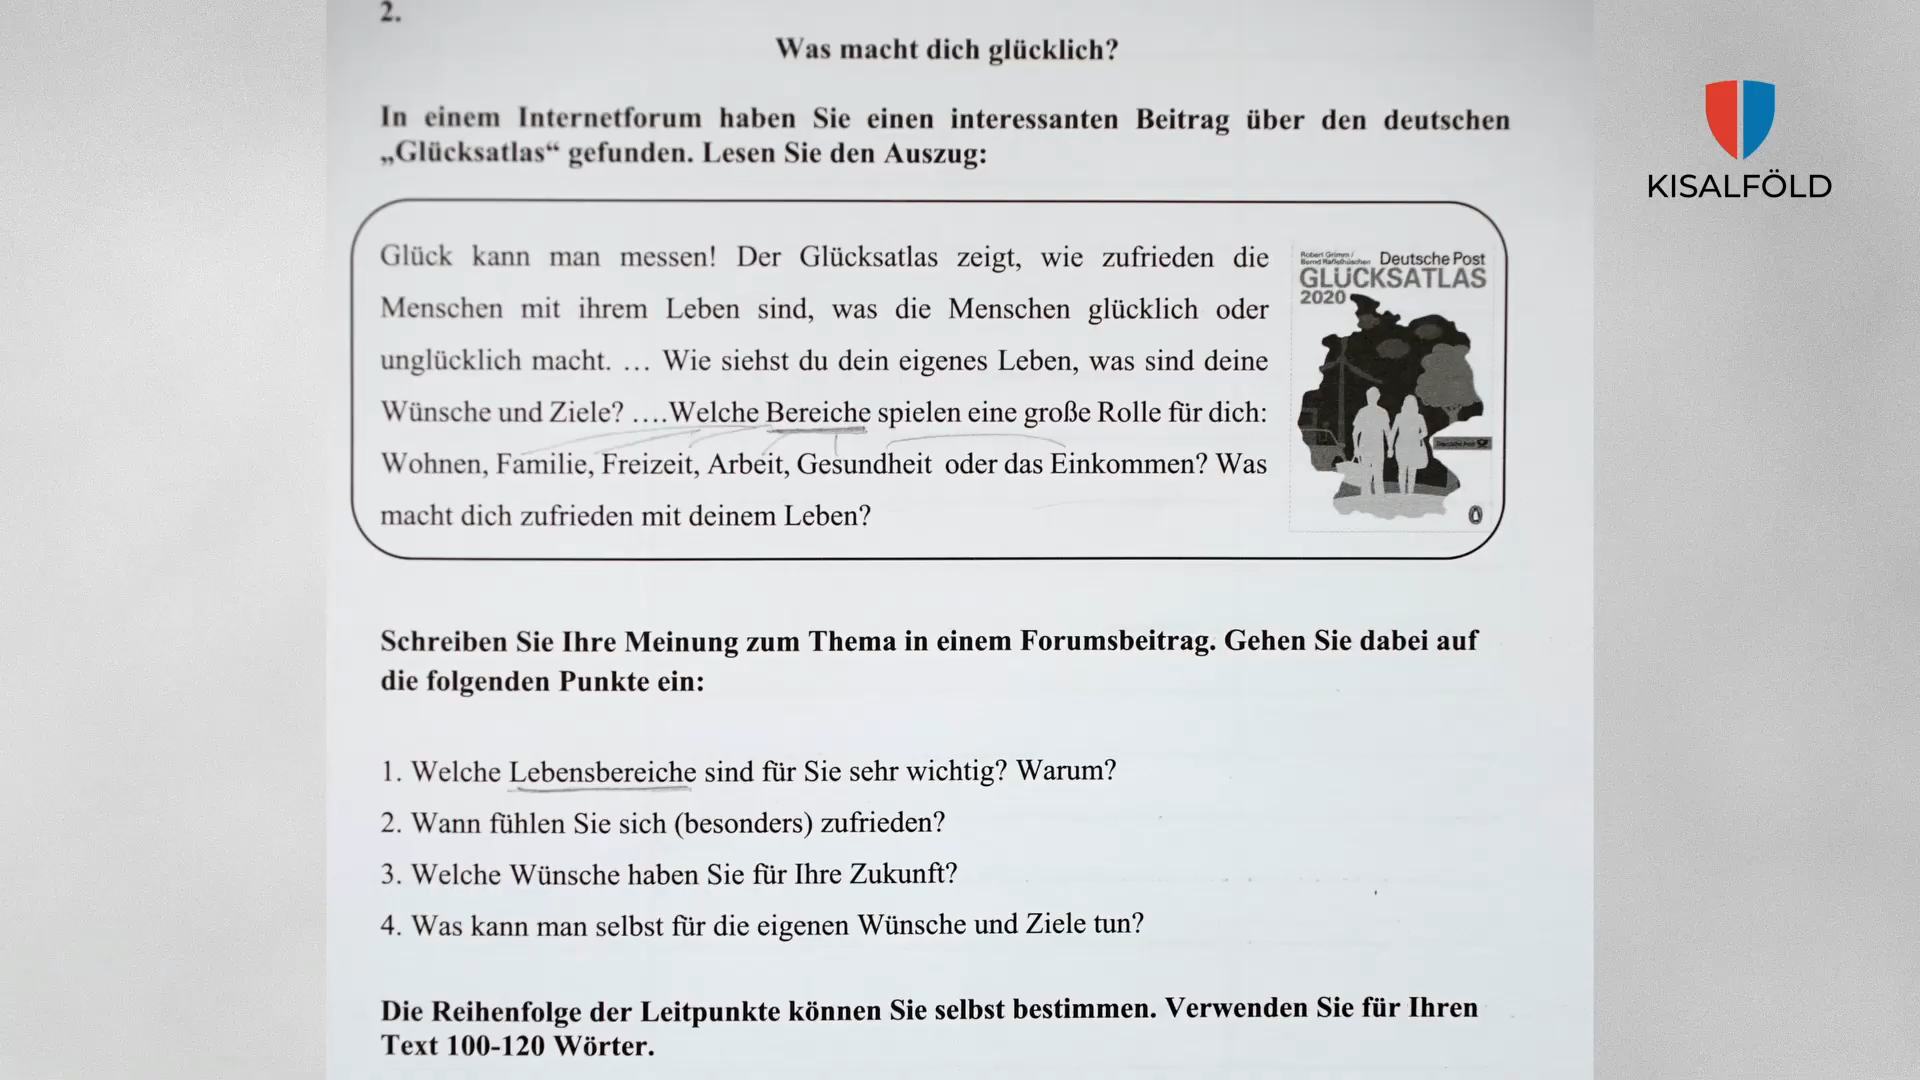 2.
Was macht dich glücklich?
In einem Internetforum haben Sie einen interessanten Beitrag über den deutschen
„Glücksatlas“ gefunden. Lesen Sie den Auszug:
KISALFÖLD
Glück kann man messen! Der Glücksatlas zeigt, wie zufrieden die
Menschen mit ihrem Leben sind, was die Menschen glücklich oder
unglücklich macht. … Wie siehst du dein eigenes Leben, was sind deine
Wünsche und Ziele? ….Welche Bereiche spielen eine große Rolle für dich:
Wohnen, Familie, Freizeit, Arbeit, Gesundheit oder das Einkommen? Was
macht dich zufrieden mit deinem Leben?
Robert Grimm /
Deutsche Post
GLÜCKSATLAS
2020
Deutsche Post
Schreiben Sie Ihre Meinung zum Thema in einem Forumsbeitrag. Gehen Sie dabei auf
die folgenden Punkte ein:
1. Welche Lebensbereiche sind für Sie sehr wichtig? Warum?
2. Wann fühlen Sie sich (besonders) zufrieden?
3. Welche Wünsche haben Sie für Ihre Zukunft?
4. Was kann man selbst für die eigenen Wünsche und Ziele tun?
Die Reihenfolge der Leitpunkte können Sie selbst bestimmen. Verwenden Sie für Ihren
Text 100-120 Wörter.